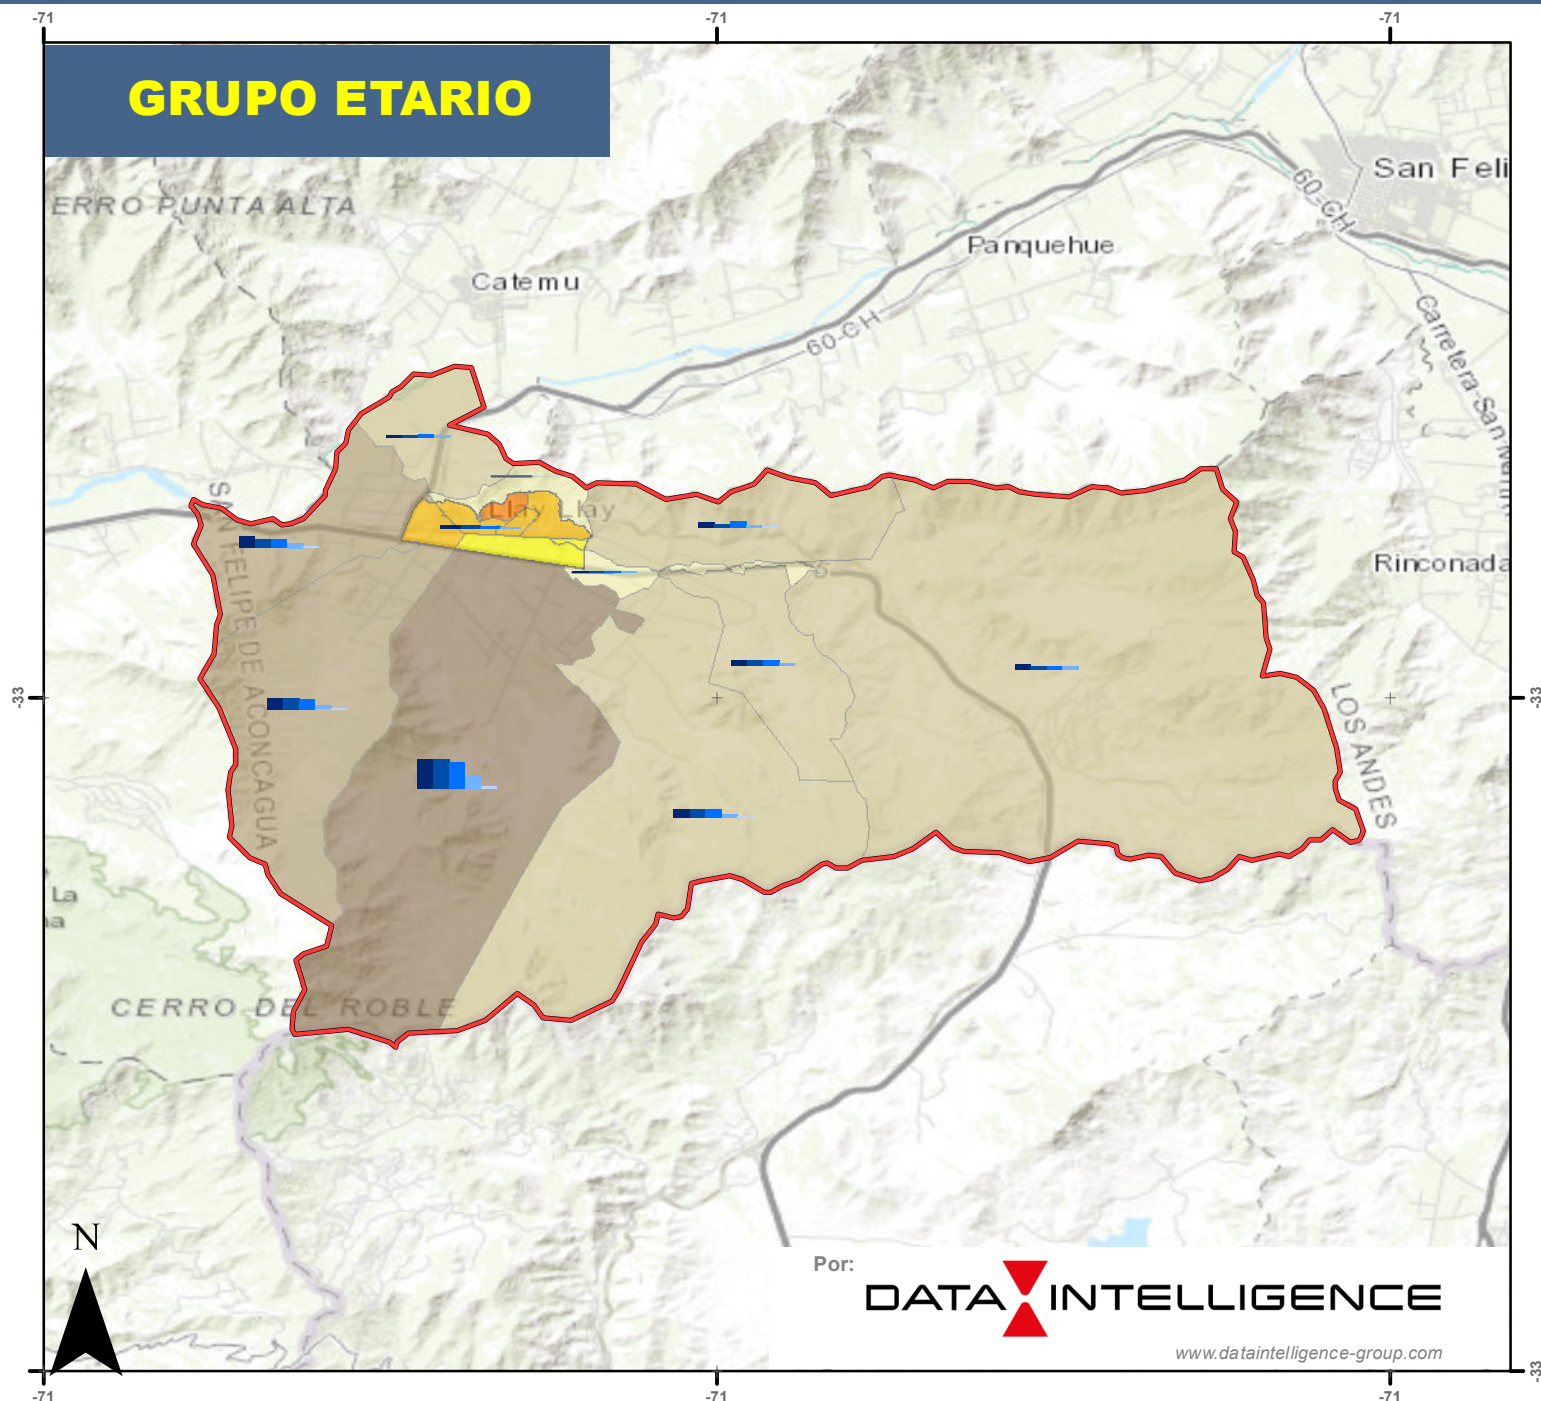 -71
-71
-71
GRUPO ETARIO
San Feli
60-CH
ERRO PUNTA ALTA
Panquehue
Catemu
60-CH
Llay Llay
Rinconada
SAN FELIPE DE ACONCAGUA
-33
-33
LOS ANDES
5
La
na
CERRO DEL ROBLE
N
Por:
DATA INTELLIGENCE
www.dataintelligence-group.com
-33
-71
-71
-71